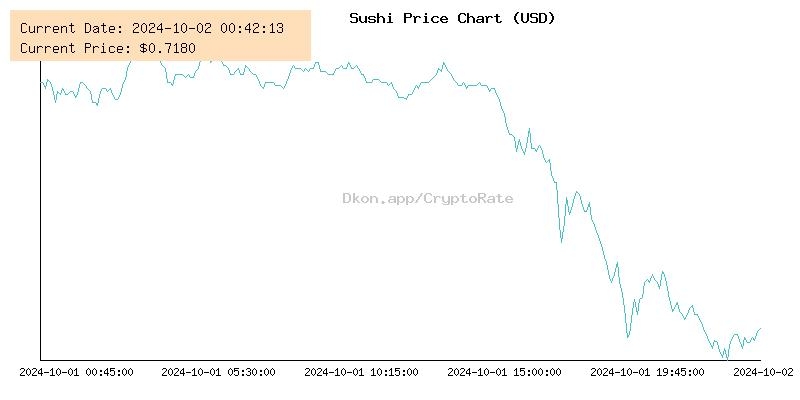 Sushi Price Chart (USD)
Current Date: 2024-10-02 00:42:13
Current Price: $0.7180
Dkon.app/CryptoRate
2024-10-01 00:45:00 2024-10-01 05:30:00 2024-10-01 10:15:00 2024-10-01 15:00:00 2024-10-01 19:45:00 2024-10-02